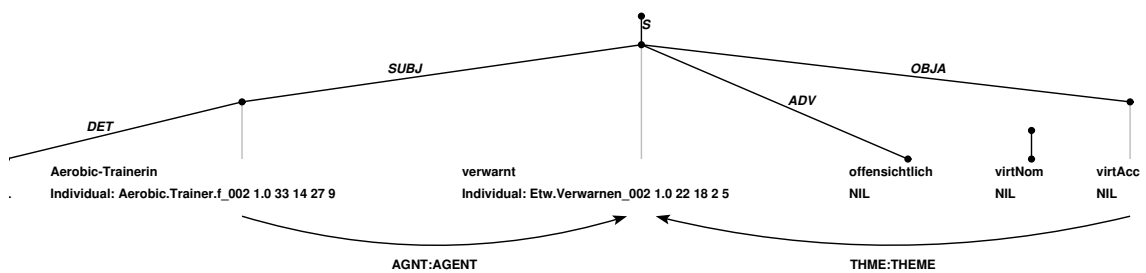 S
SUBJ
OBJA
ADV
DET
Aerobic-Trainerin verwarnt offensichtlich virtNom virtAcc
. Individual: Aerobic.Trainer.f_002 1.0 33 14 27 9 Individual: Etw.Verwarnen_002 1.0 22 18 2 5 NIL NIL NIL
AGNT:AGENT THME:THEME